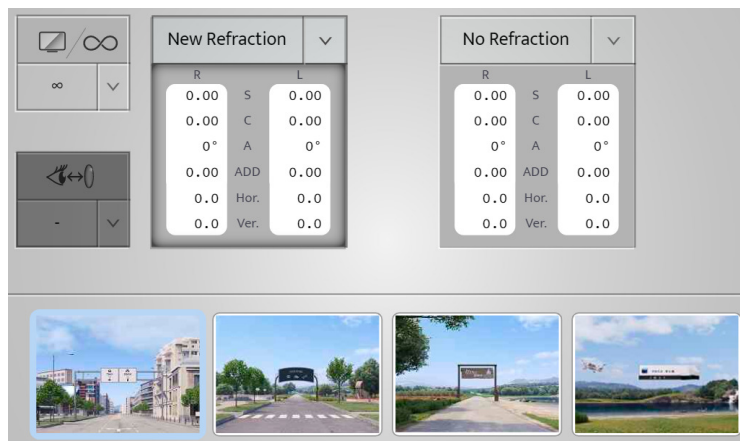 ∞
New Refraction
No Refraction
∞
R L
0.00 S 0.00
0.00 C 0.00
0° A 0°
0.00 ADD 0.00
0.0 Hor. 0.0
0.0 Ver. 0.0
R L
0.00 S 0.00
0.00 C 0.00
0° A 0°
0.00 ADD 0.00
0.0 Hor. 0.0
0.0 Ver. 0.0
-